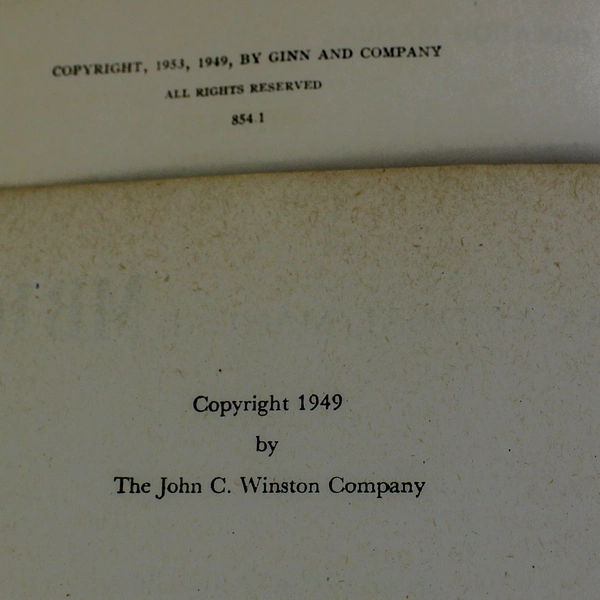 COPYRIGHT, 1953, 1949, BY GINN AND COMPANY
ALL RIGHTS RESERVED
854.1
Copyright 1949
by
The John C. Winston Company